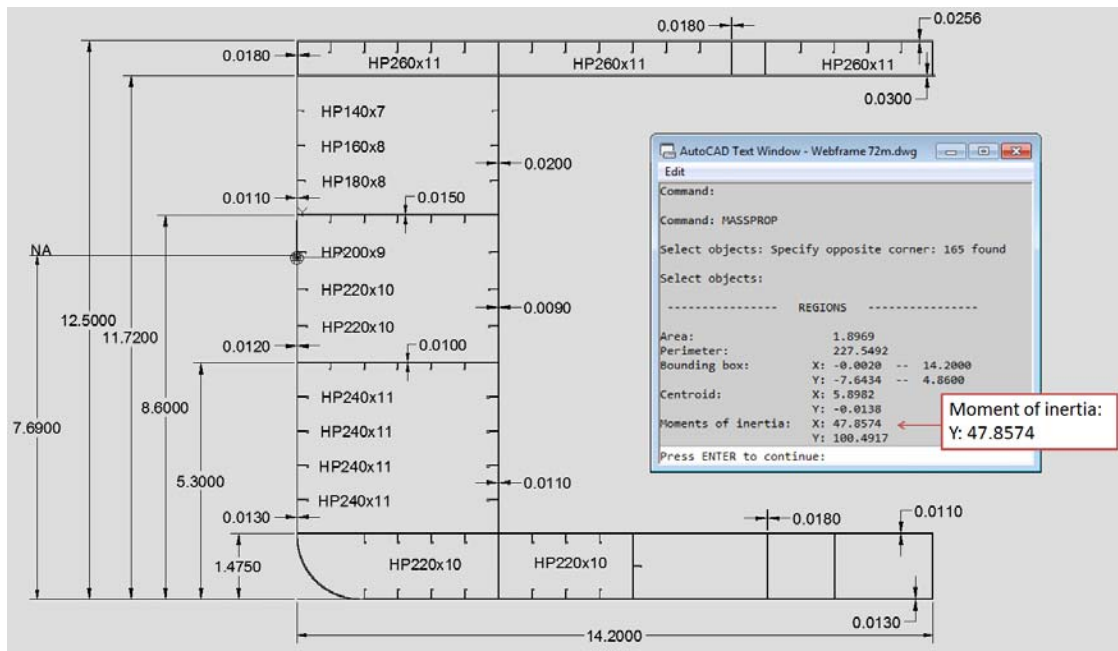 0.0180
0.0256
0.0180
HP260x11
HP260x11
HP260x11
0.0300
HP140x7
HP160x8
HP180x8
0.0200
0.0110
0.0150
NA
HP200x9
HP220x10
HP220x10
0.0090
12.5000
11.7200
0.0120
0.0100
8.6000
HP240x11
7.6900
HP240x11
HP240x11
5.3000
HP240x11
0.0110
0.0130
0.0180
0.0110
1.4750
HP220x10
HP220x10
0.0130
14.2000
AutoCAD Text Window - Webframe 72m.dwg
Edit
Command:
Command: MASSPROP
Select objects: Specify opposite corner: 165 found
Select objects:
---------------- REGIONS ----------------
Area: 1.8969
Perimeter: 227.5492
Bounding box: X: -0.0020 -- 14.2000
Y: -7.6434 -- 4.8600
Centroid: X: 5.8982
Y: -0.0138
Moments of inertia: X: 47.8574
Y: 100.4917
Press ENTER to continue:
Moment of inertia:
Y: 47.8574